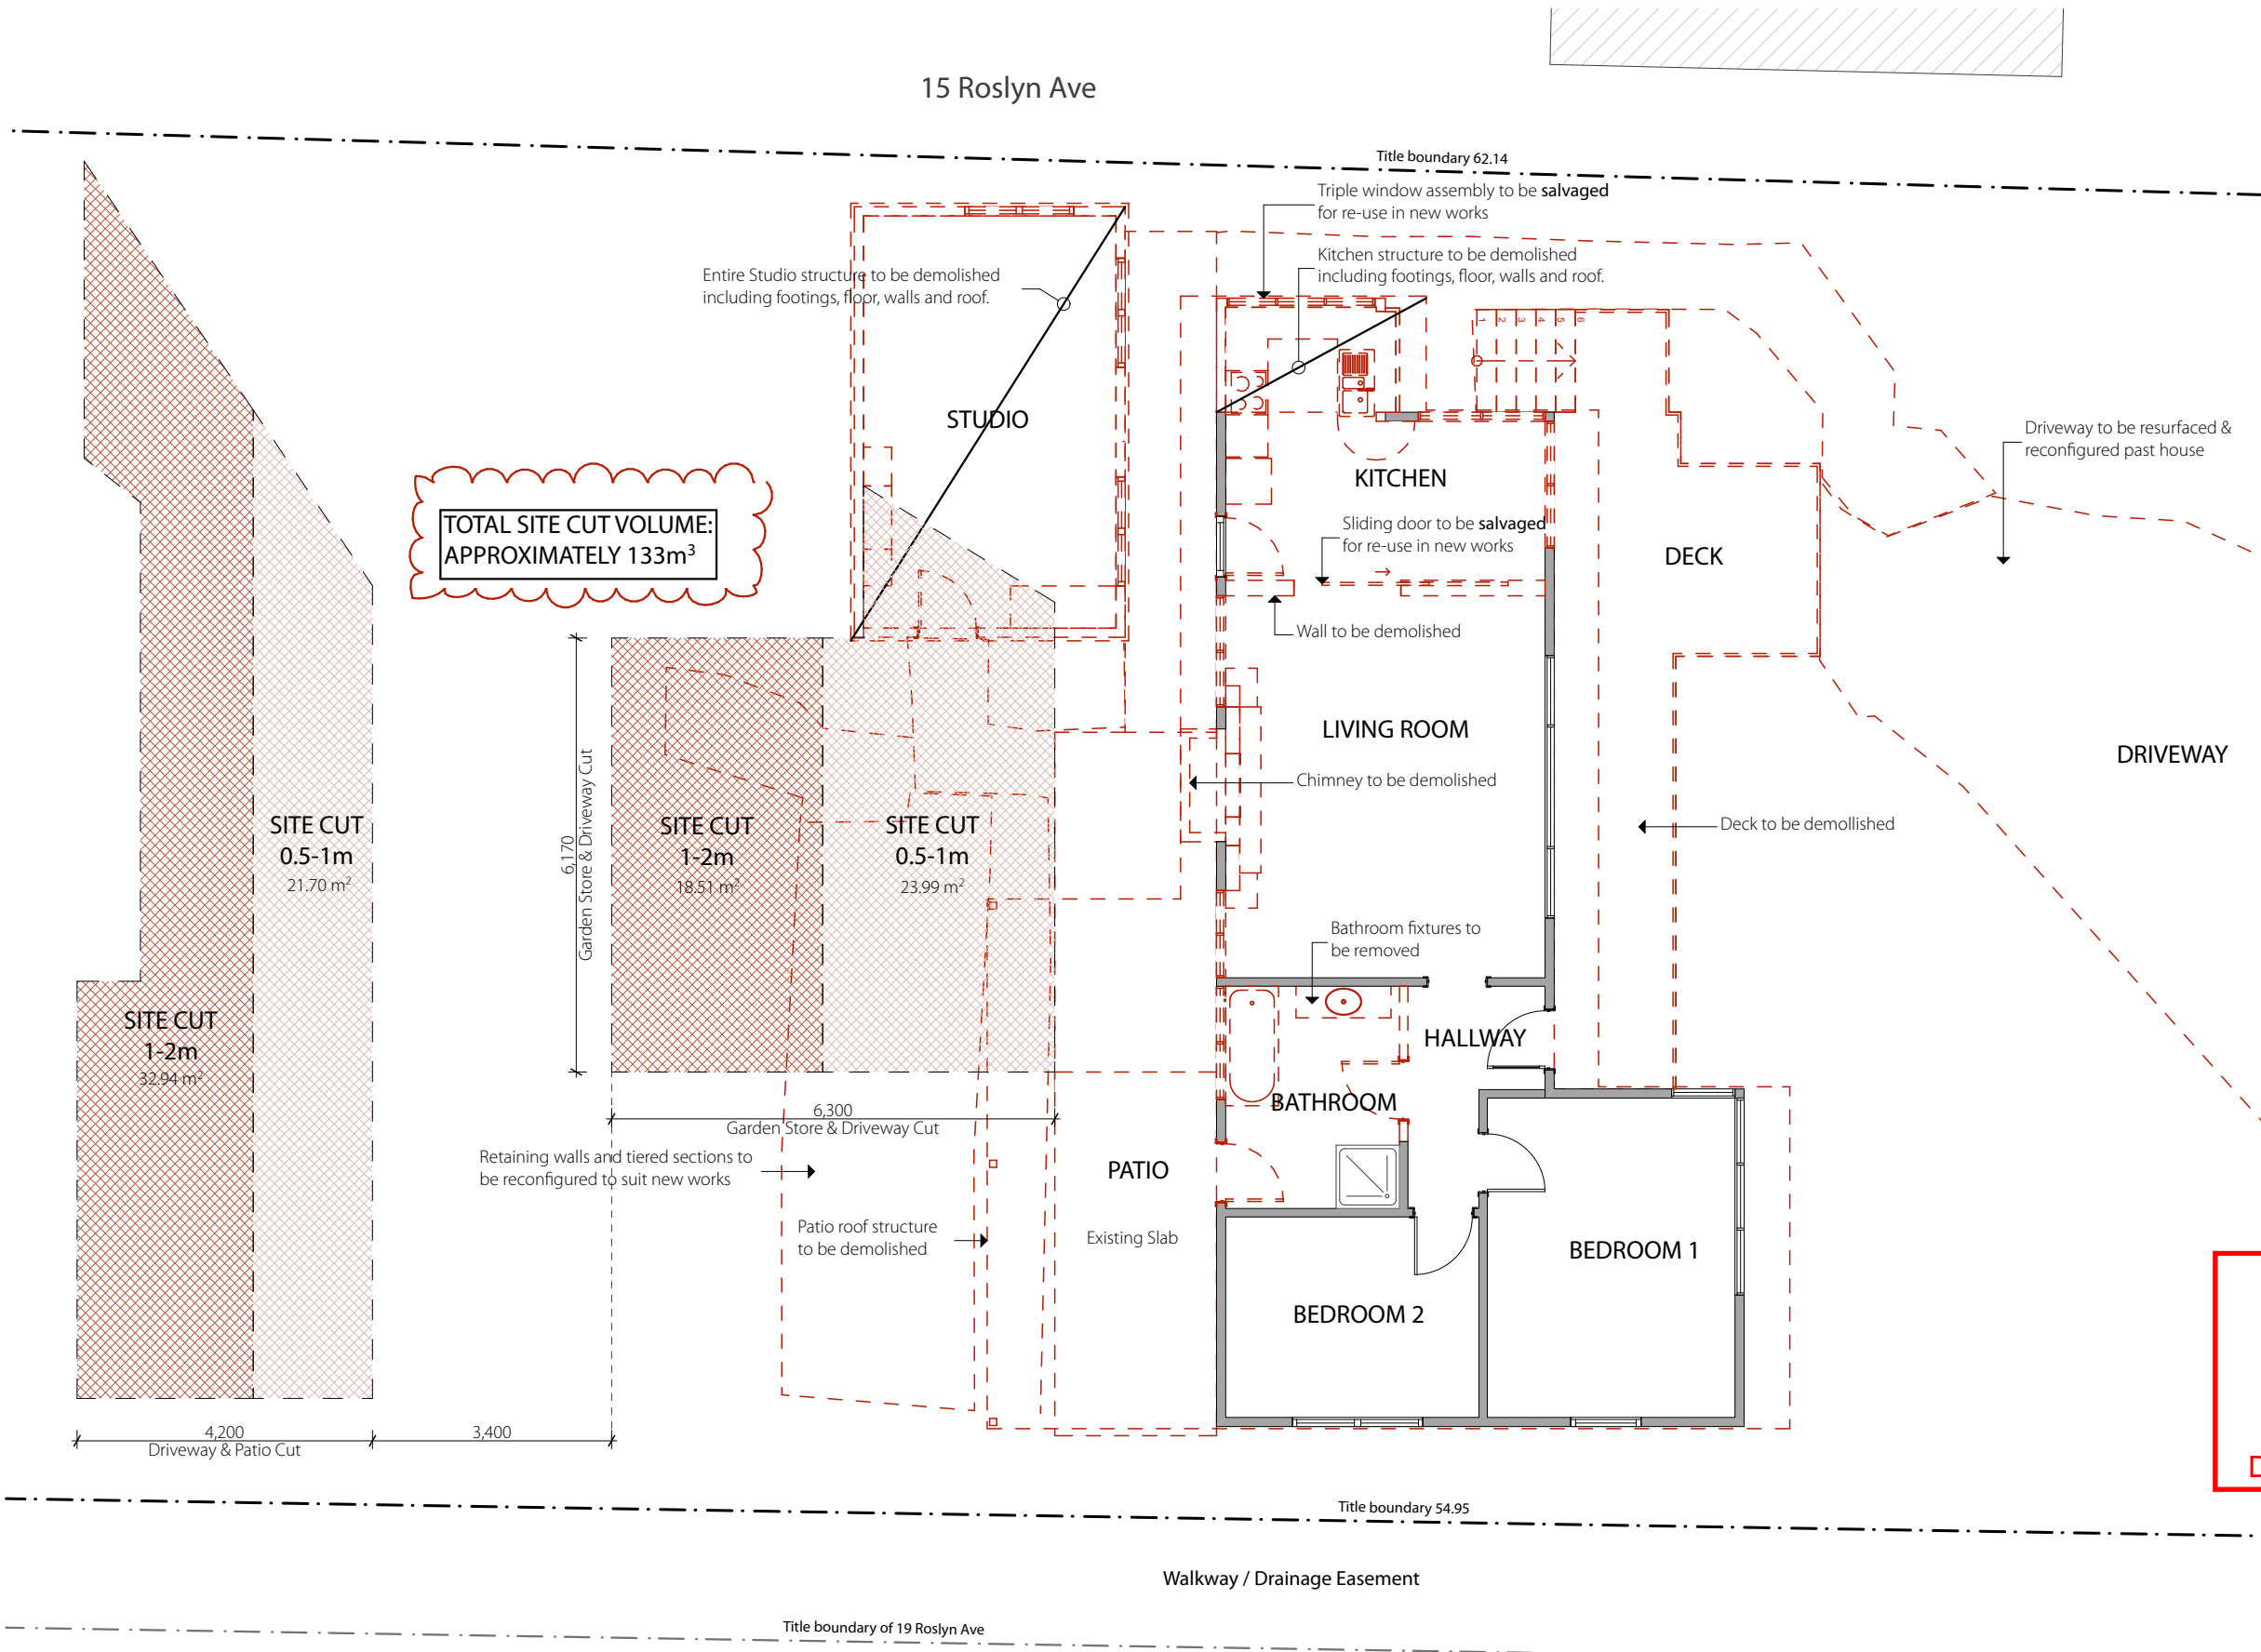 15 Roslyn Ave
Title boundary 62.14
Triple window assembly to be salvaged
for re-use in new works
Kitchen structure to be demolished
including footings, floor, walls and roof.
Entire Studio structure to be demolished
including footings, floor, walls and roof.
1
2
3
4
5
6
STUDIO
Driveway to be resurfaced &
reconfigured past house
KITCHEN
TOTAL SITE CUT VOLUME:
APPROXIMATELY 133m³
Sliding door to be salvaged
for re-use in new works
DECK
Wall to be demolished
LIVING ROOM
DRIVEWAY
Chimney to be demolished
6,170
Garden Store & Driveway Cut
SITE CUT
0.5-1m
21.70 m²
SITE CUT
1-2m
18.51 m²
SITE CUT
0.5-1m
23.99 m²
Deck to be demollished
Bathroom fixtures to
be removed
SITE CUT
1-2m
32.94 m²
HALLWAY
BATHROOM
6,300
Garden Store & Driveway Cut
Retaining walls and tiered sections to
be reconfigured to suit new works
PATIO
Patio roof structure
to be demolished
Existing Slab
BEDROOM 1
BEDROOM 2
4,200
Driveway & Patio Cut
3,400
D
Title boundary 54.95
Walkway / Drainage Easement
Title boundary of 19 Roslyn Ave